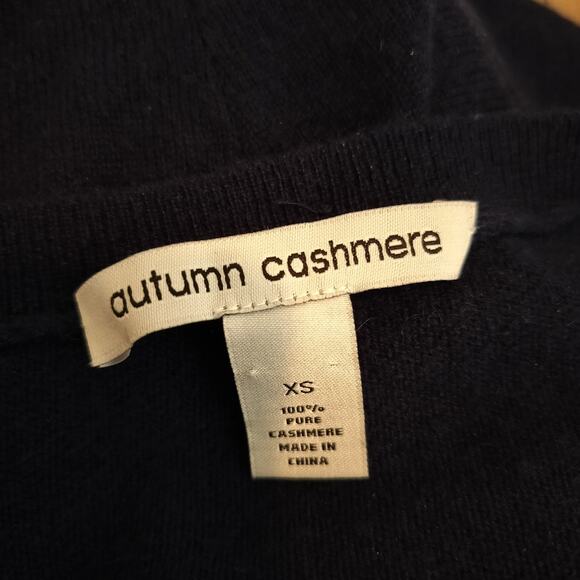 autumn cashmere
XS
100%
PURE
CASHMERE
MADE IN
CHINA